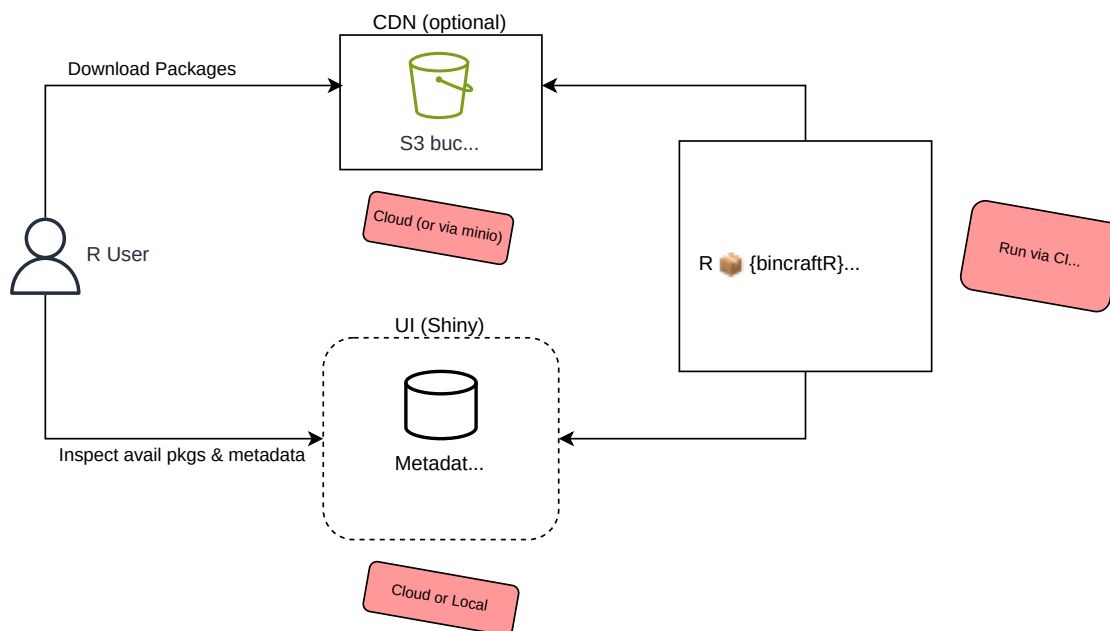 CDN (optional)
Download Packages
S3 buc...
Cloud (or via minio)
R User
R 📦 {bincraftR}...
Run via CI...
UI (Shiny)
Inspect avail pkgs & metadata
Metadat...
Cloud or Local